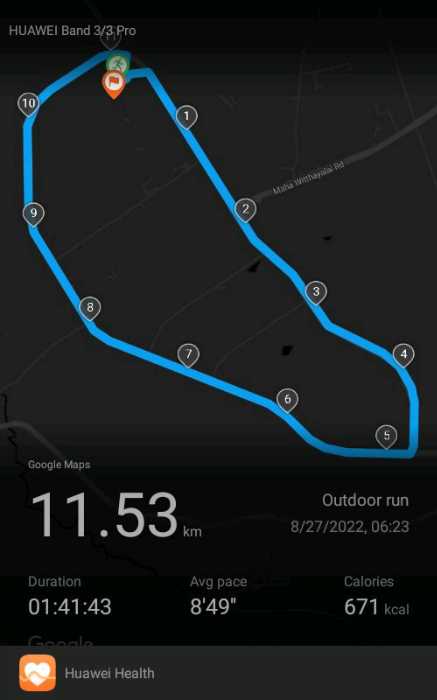 HUAWEI Band 3/3 Pro
11
10
1
Maha Witthayalai Rd
2
9
3
8
7
4
6
5
Google Maps
11.53 km
Outdoor run
8/27/2022, 06:23
Duration
Avg pace
Calories
01:41:43
8'49"
671 kcal
Google
Huawei Health